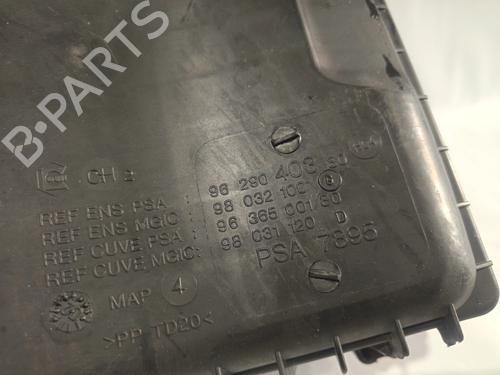 B-PARTS
CH
REF ENS PSA : 96 290 403 80
REF ENS MGIC : 98 032 100 G
REF CUVE PSA : 96 365 001/80
REF CUVE MGIC: 98 031 120 D
PSA 7895
MAP 4
>PP TD20<